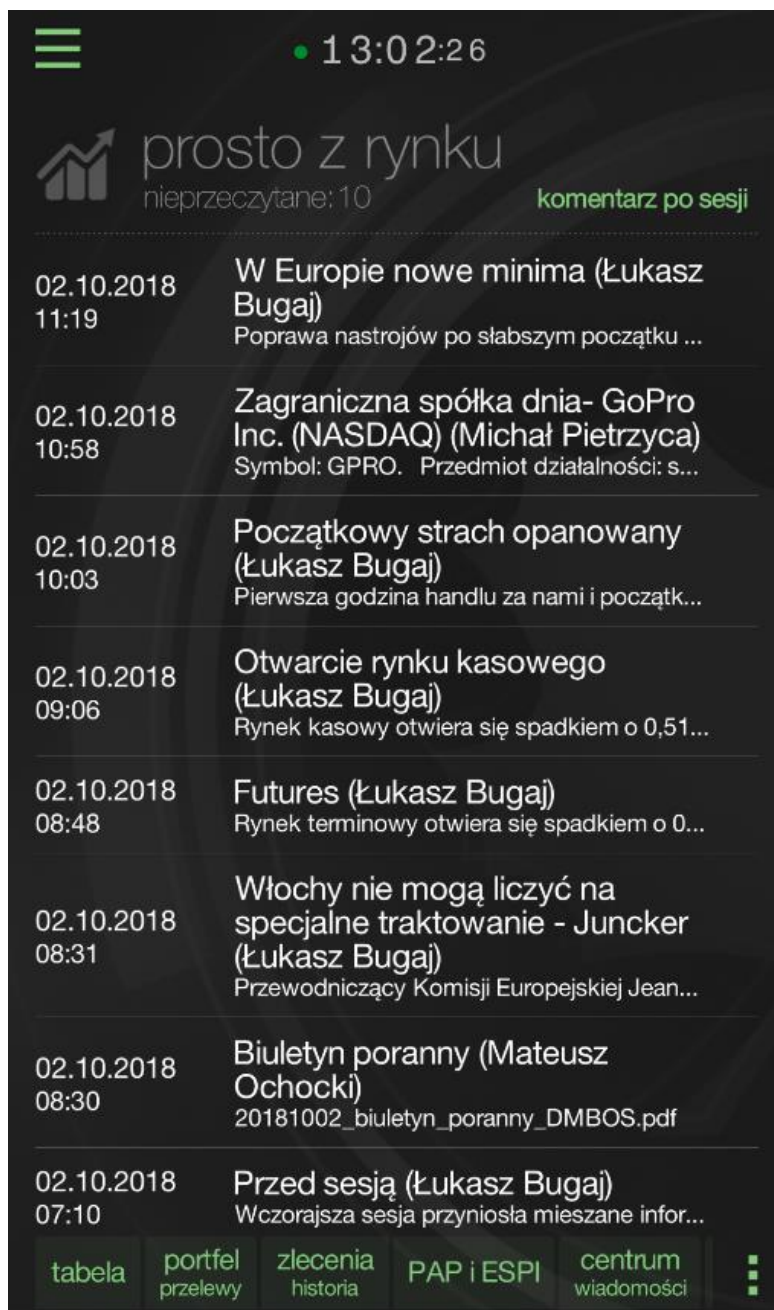 13:02:26
prosto z rynku
nieprzeczytane: 10
komentarz po sesji
02.10.2018
11:19
W Europie nowe minima (Łukasz
Bugaj)
Poprawa nastrojów po słabszym początku ...
02.10.2018
10:58
Zagraniczna spółka dnia- GoPro
Inc. (NASDAQ) (Michał Pietrzyca)
Symbol: GPRO. Przedmiot działalności: s...
02.10.2018
10:03
Początkowy strach opanowany
(Łukasz Bugaj)
Pierwsza godzina handlu za nami i początk...
02.10.2018
09:06
Otwarcie rynku kasowego
(Łukasz Bugaj)
Rynek kasowy otwiera się spadkiem o 0,51...
02.10.2018
08:48
Futures (Łukasz Bugaj)
Rynek terminowy otwiera się spadkiem o 0...
02.10.2018
08:31
Włochy nie mogą liczyć na
specjalne traktowanie - Juncker
(Łukasz Bugaj)
Przewodniczący Komisji Europejskiej Jean...
02.10.2018
08:30
Biuletyn poranny (Mateusz
Ochocki)
20181002_biuletyn_poranny_DMBOS.pdf
02.10.2018
07:10
Przed sesją (Łukasz Bugaj)
Wczorajsza sesja przyniosła mieszane infor...
tabela
portfel
przelewy
zlecenia
historia
PAP i ESPI
centrum
wiadomości